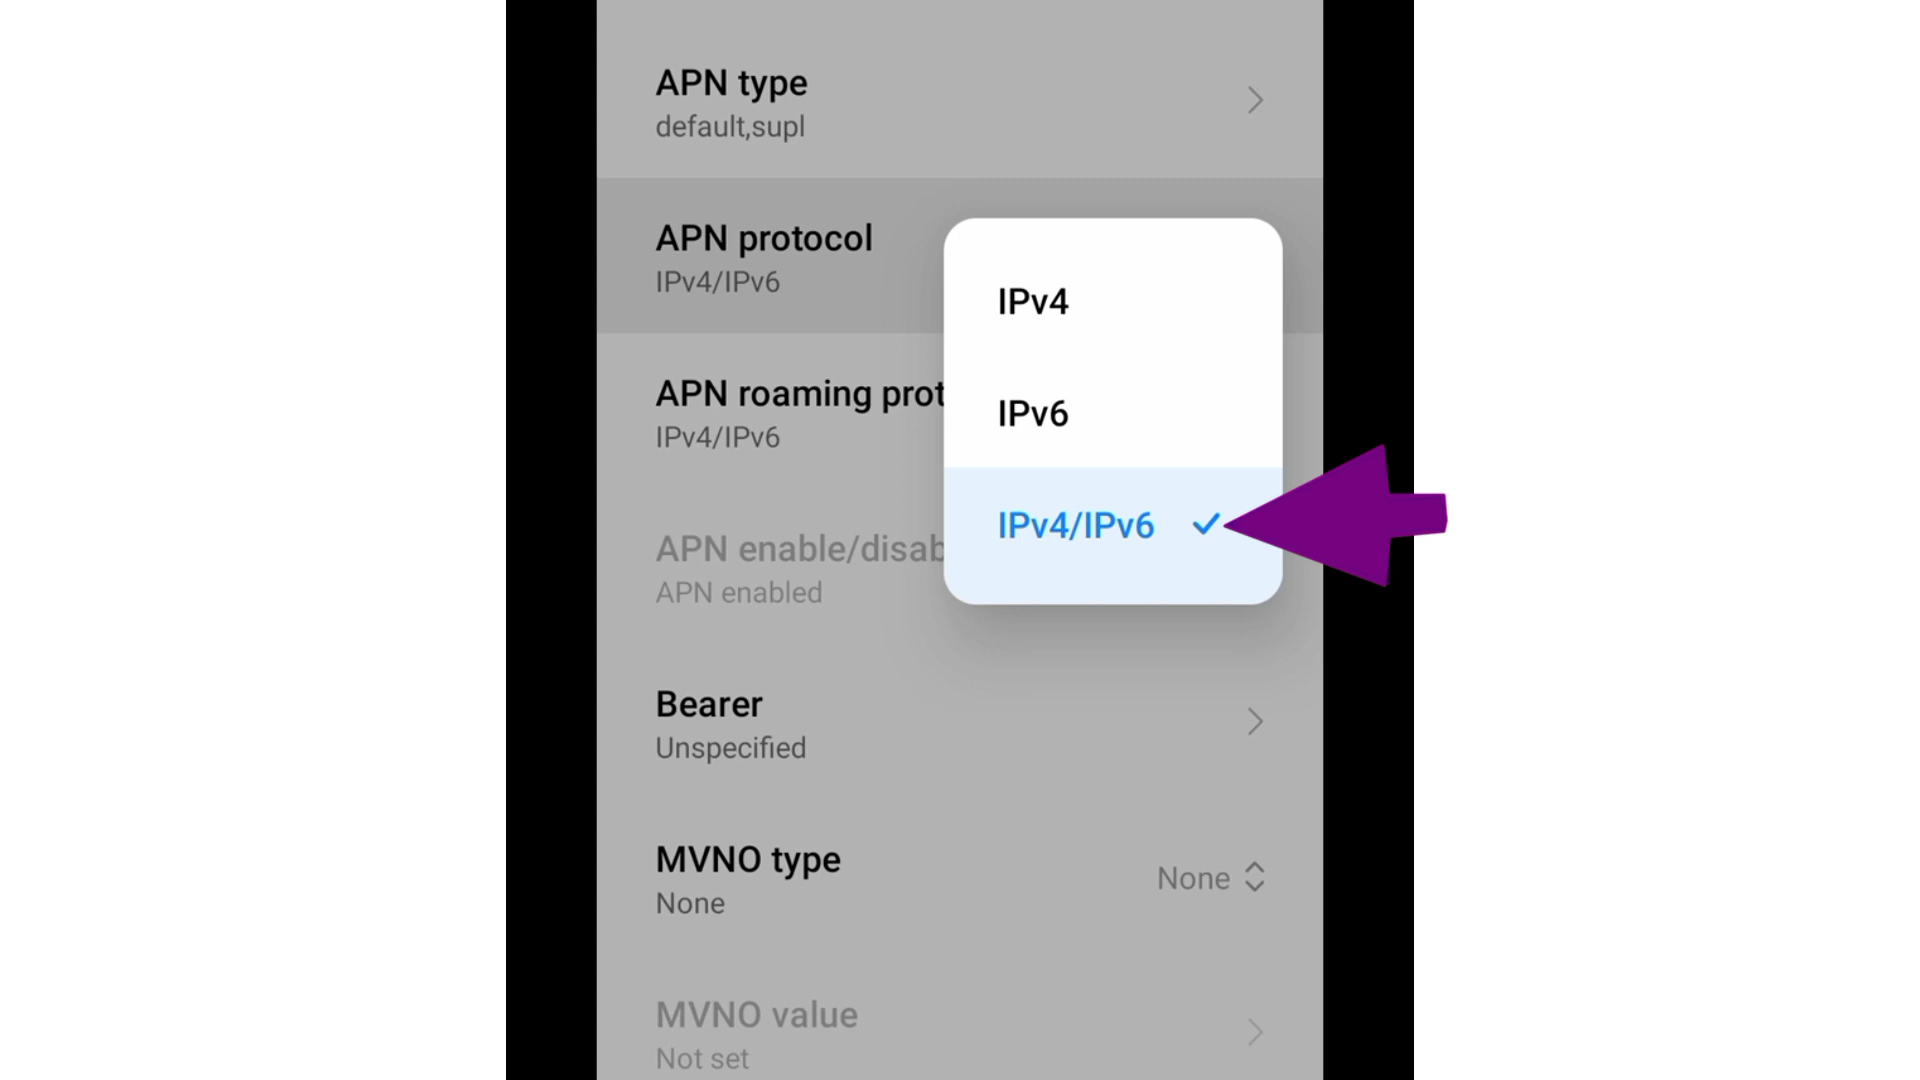 APN type
default,supl
APN protocol
IPv4/IPv6
IPv4
IPv6
IPv4/IPv6
APN roaming prot
IPv4/IPv6
APN enable/disab
APN enabled
Bearer
Unspecified
MVNO type
None
None
MVNO value
Not set